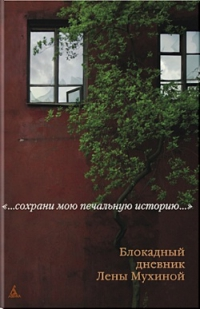 «...сохрани мою печальную историю...»
Блокадный
дневник
Лены Мухиной